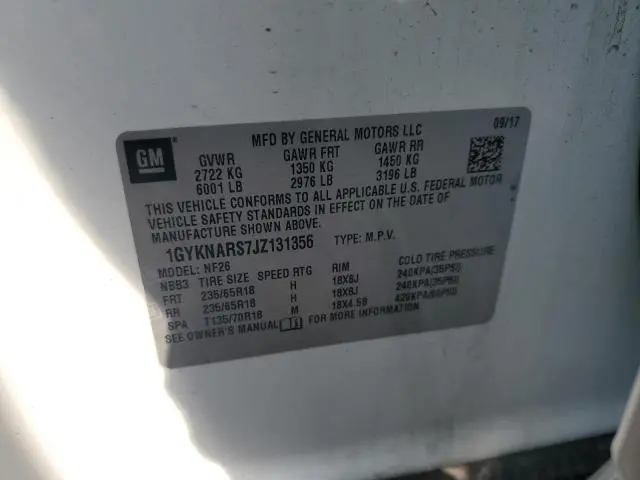 GM
MFD BY GENERAL MOTORS LLC 09/17
GVWR GAWR FRT GAWR RR
2722 KG 1350 KG 1450 KG
6001 LB 2976 LB 3196 LB
THIS VEHICLE CONFORMS TO ALL APPLICABLE U.S. FEDERAL MOTOR
VEHICLE SAFETY STANDARDS IN EFFECT ON THE DATE OF
MANUFACTURE SHOWN ABOVE.
1GYKNARS7JZ131356 TYPE: M.P.V.
MODEL: NF26
NBB3 TIRE SIZE SPEED RTG RIM COLD TIRE PRESSURE
FRT 235/65R18 H 18X8J 240KPA(35PSI)
RR 235/65R18 H 18X8J 240KPA(35PSI)
SPA T135/70R18 M 18X4.5B 420KPA(60PSI)
SEE OWNER'S MANUAL FOR MORE INFORMATION